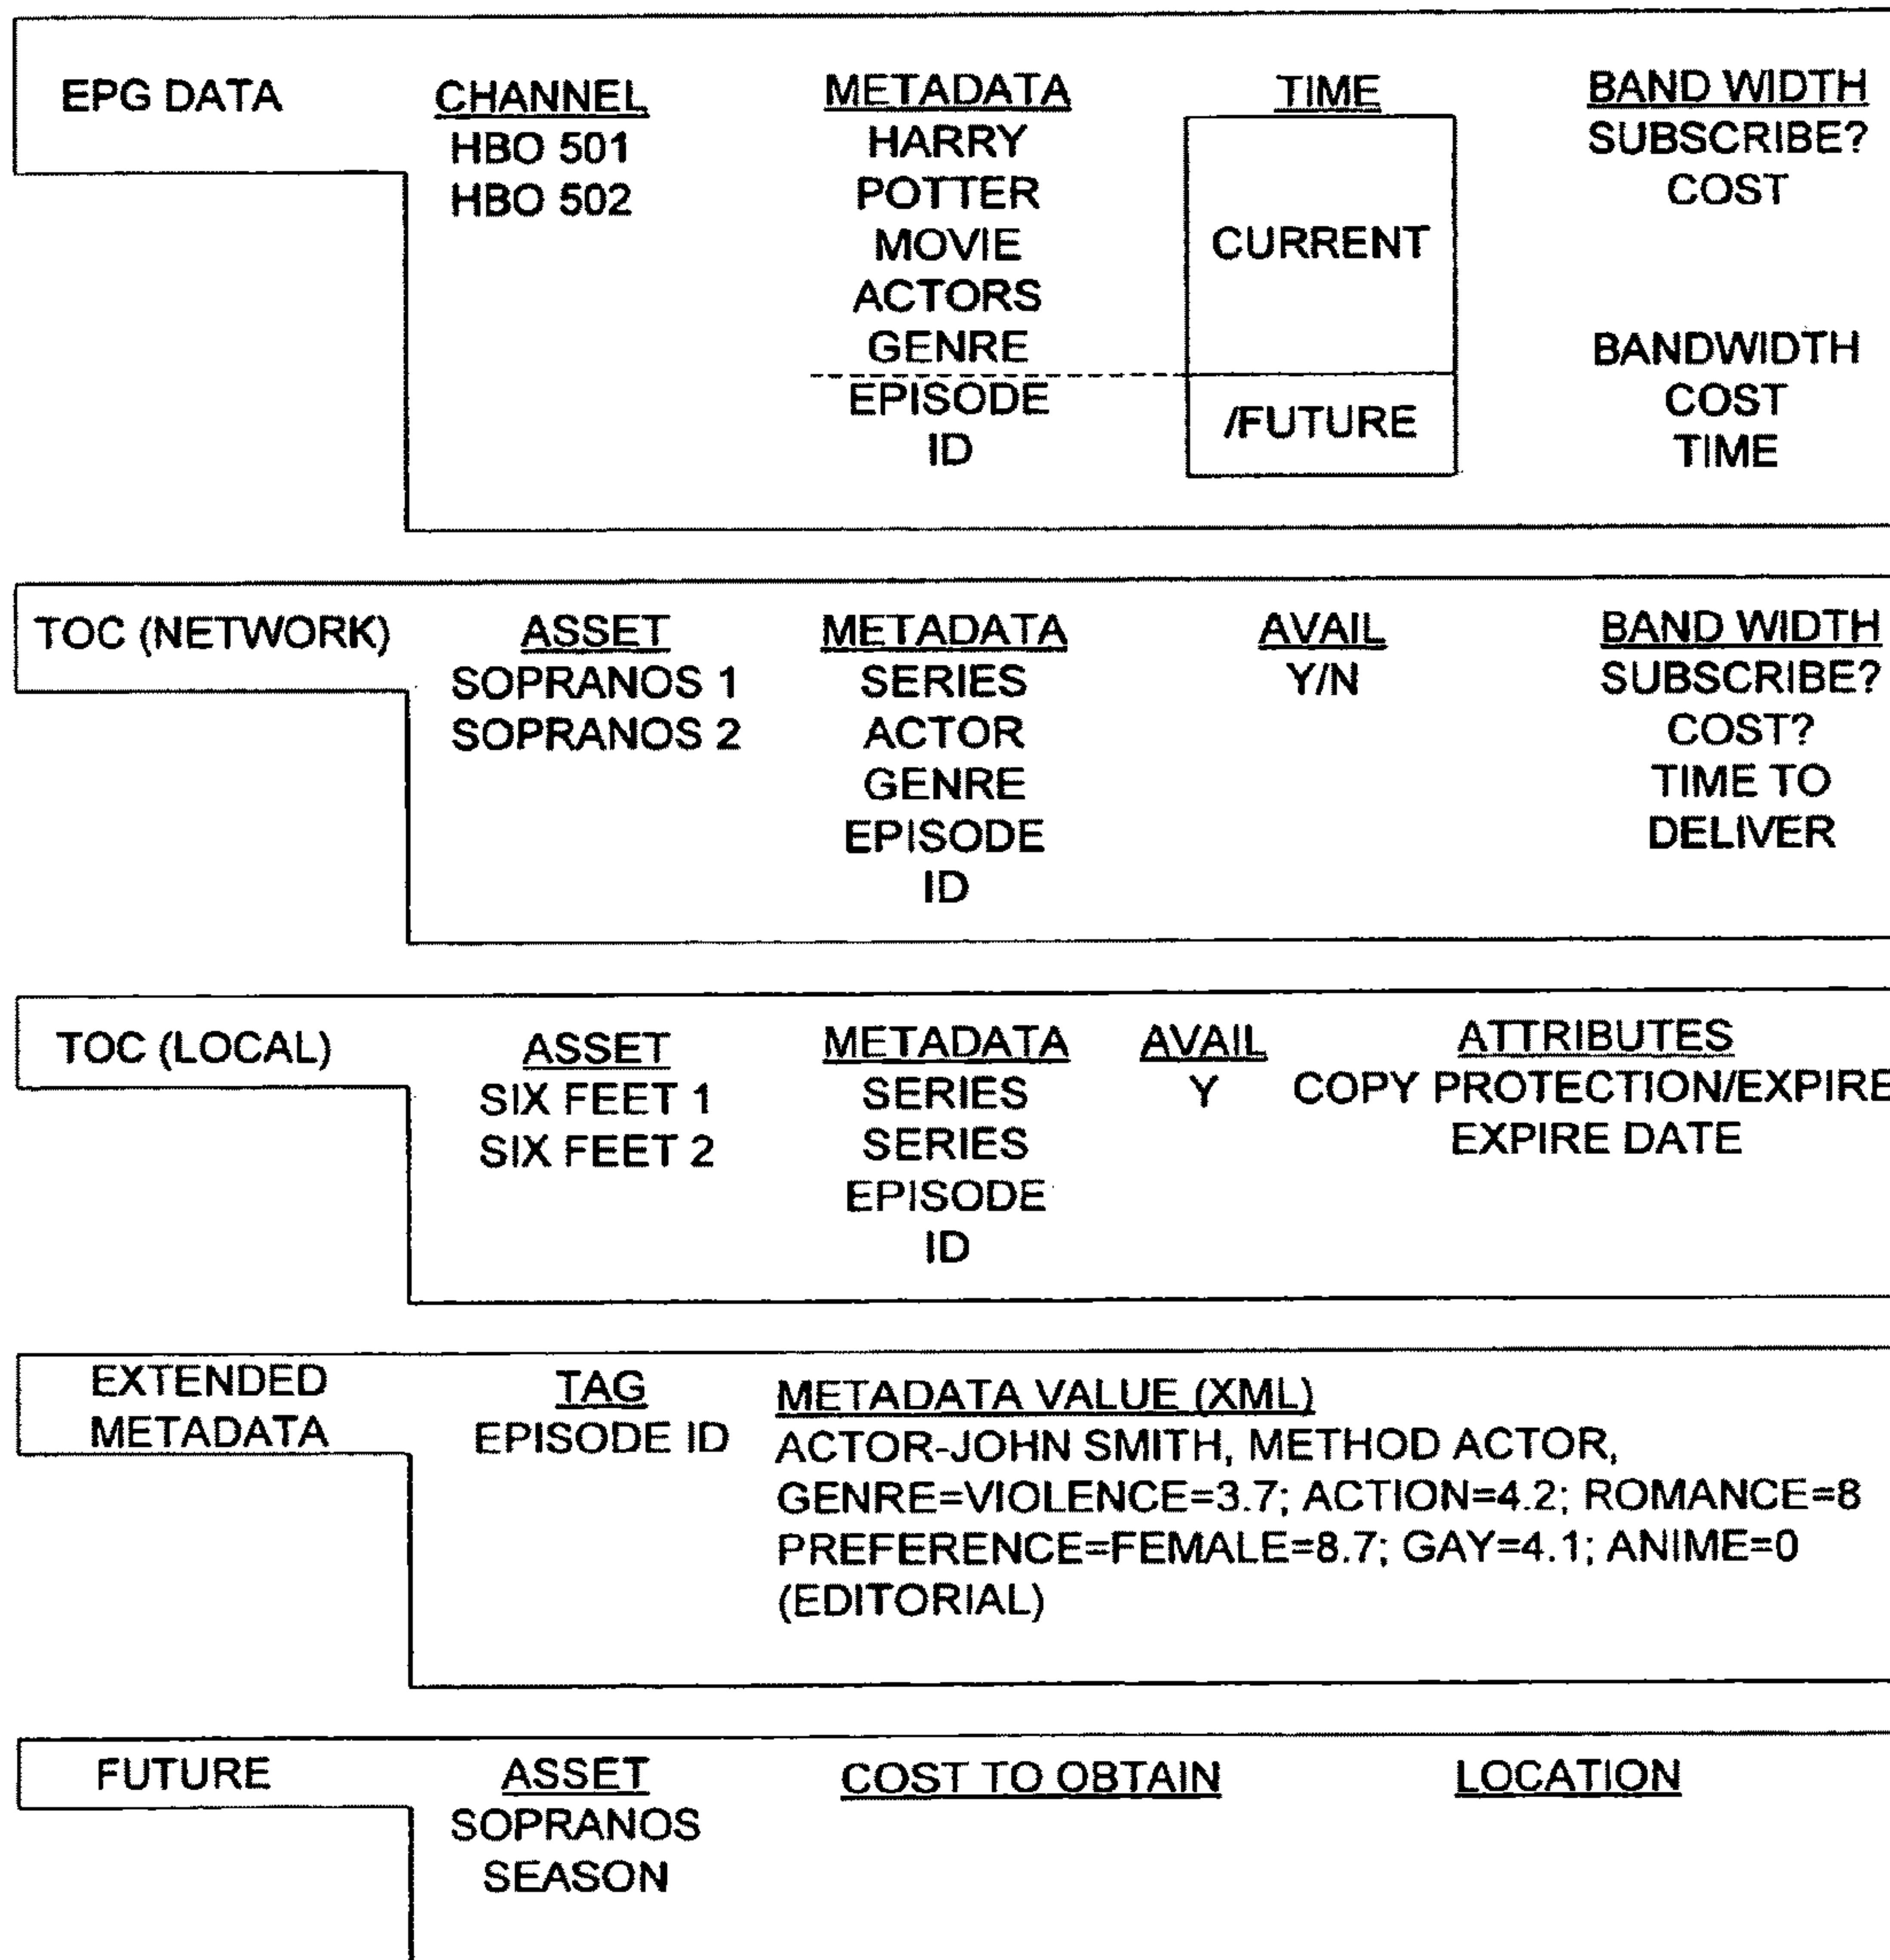 EPG DATA
CHANNEL
HBO 501
HBO 502
METADATA
HARRY
POTTER
MOVIE
ACTORS
GENRE
EPISODE
ID
TIME
CURRENT
/FUTURE
BAND WIDTH
SUBSCRIBE?
COST
BANDWIDTH
COST
TIME
TOC (NETWORK)
ASSET
SOPRANOS 1
SOPRANOS 2
METADATA
SERIES
ACTOR
GENRE
EPISODE
ID
AVAIL
Y/N
BAND WIDTH
SUBSCRIBE?
COST?
TIME TO
DELIVER
TOC (LOCAL)
ASSET
SIX FEET 1
SIX FEET 2
METADATA
SERIES
SERIES
EPISODE
ID
AVAIL
Y
ATTRIBUTES
COPY PROTECTION/EXPIRE
EXPIRE DATE
EXTENDED
METADATA
TAG
EPISODE ID
METADATA VALUE (XML)
ACTOR-JOHN SMITH, METHOD ACTOR,
GENRE=VIOLENCE=3.7; ACTION=4.2; ROMANCE=8
PREFERENCE=FEMALE=8.7; GAY=4.1; ANIME=0
(EDITORIAL)
FUTURE
ASSET
SOPRANOS
SEASON
COST TO OBTAIN
LOCATION